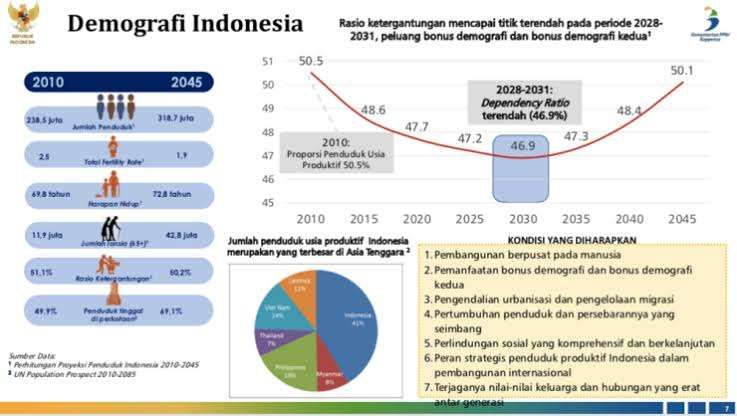 REPUBLIK
INDONESIA
Demografi Indonesia
Rasio ketergantungan mencapai titik terendah pada periode 2028-
2031, peluang bonus demografi dan bonus demografi kedua¹
Kementerian PPN/
Bappenas
2010 2045
238,5 juta 318,7 juta
Jumlah Penduduk¹
2,5 1,9
Total Fertility Rate¹
69,8 tahun 72,8 tahun
Harapan Hidup¹
11,9 juta 42,8 juta
Jumlah lansia (65+)¹
51,1% 50,2%
Rasio Ketergantungan¹
49,9% 69,1%
Penduduk tinggal
di perkotaan²
Sumber Data:
¹ Perhitungan Proyeksi Penduduk Indonesia 2010-2045
² UN Population Prospect 2010-2085
51
50
49
48
47
46
45
50.5
48.6
47.7
47.2
46.9
47.3
48.4
50.1
2010:
Proporsi Penduduk Usia
Produktif 50.5%
2028-2031:
Dependency Ratio
terendah (46.9%)
2010 2015 2020 2025 2030 2035 2040 2045
Jumlah penduduk usia produktif Indonesia
merupakan yang terbesar di Asia Tenggara ²
Lainnya
11%
Viet Nam
14%
Thailand
7%
Philippines
19%
Myanmar
8%
Indonesia
41%
KONDISI YANG DIHARAPKAN
1. Pembangunan berpusat pada manusia
2. Pemanfaatan bonus demografi dan bonus demografi
kedua
3. Pengendalian urbanisasi dan pengelolaan migrasi
4. Pertumbuhan penduduk dan persebarannya yang
seimbang
5. Perlindungan sosial yang komprehensif dan berkelanjutan
6. Peran strategis penduduk produktif Indonesia dalam
pembangunan internasional
7. Terjaganya nilai-nilai keluarga dan hubungan yang erat
antar generasi
7